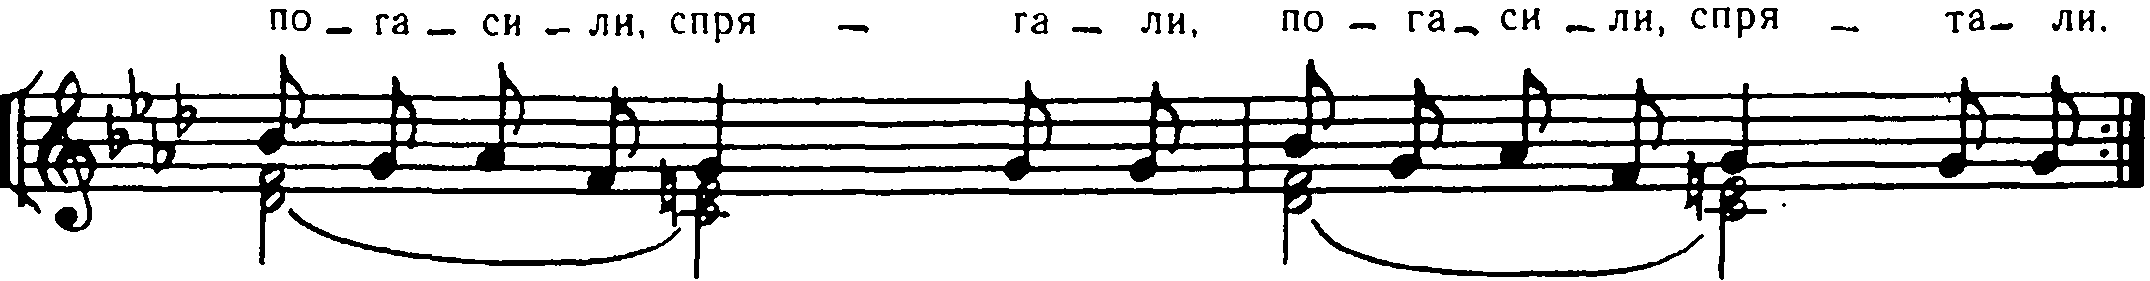 по – га – си – ли, спря – га – ли, по – га – си – ли, спря – та – ли.